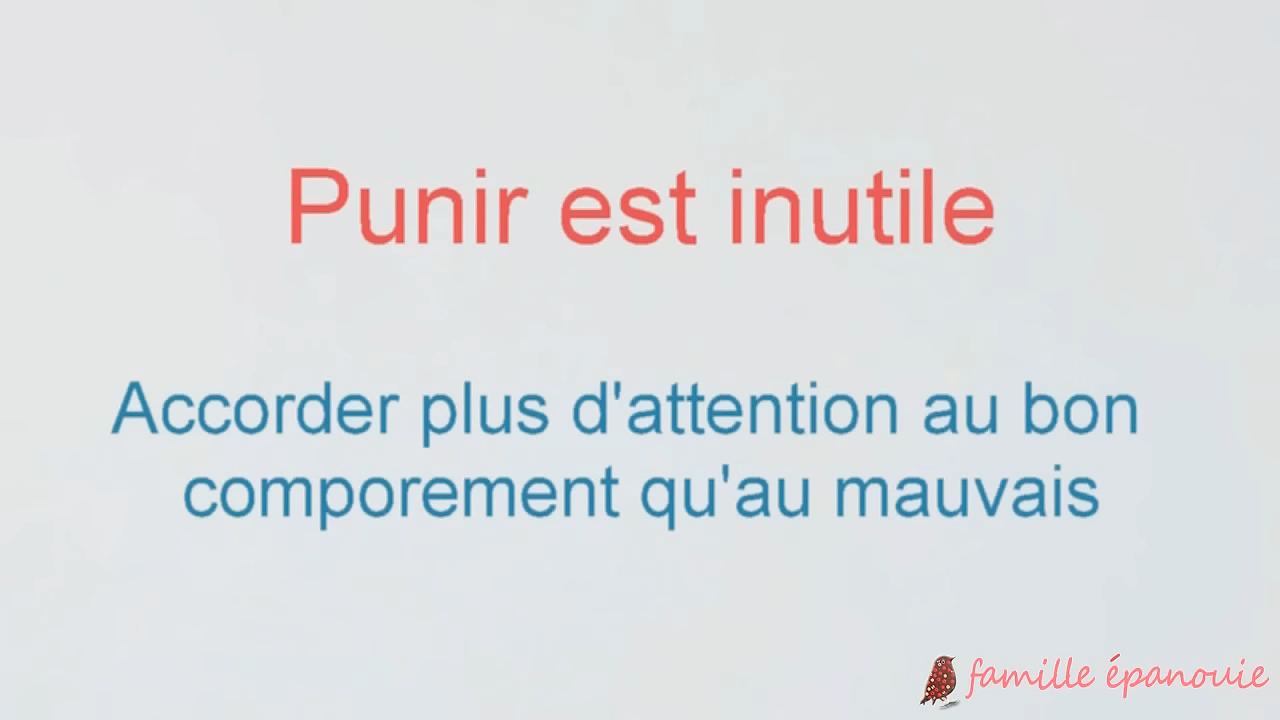 Punir est inutile
Accorder plus d'attention au bon
comporement qu'au mauvais
famille épanouie